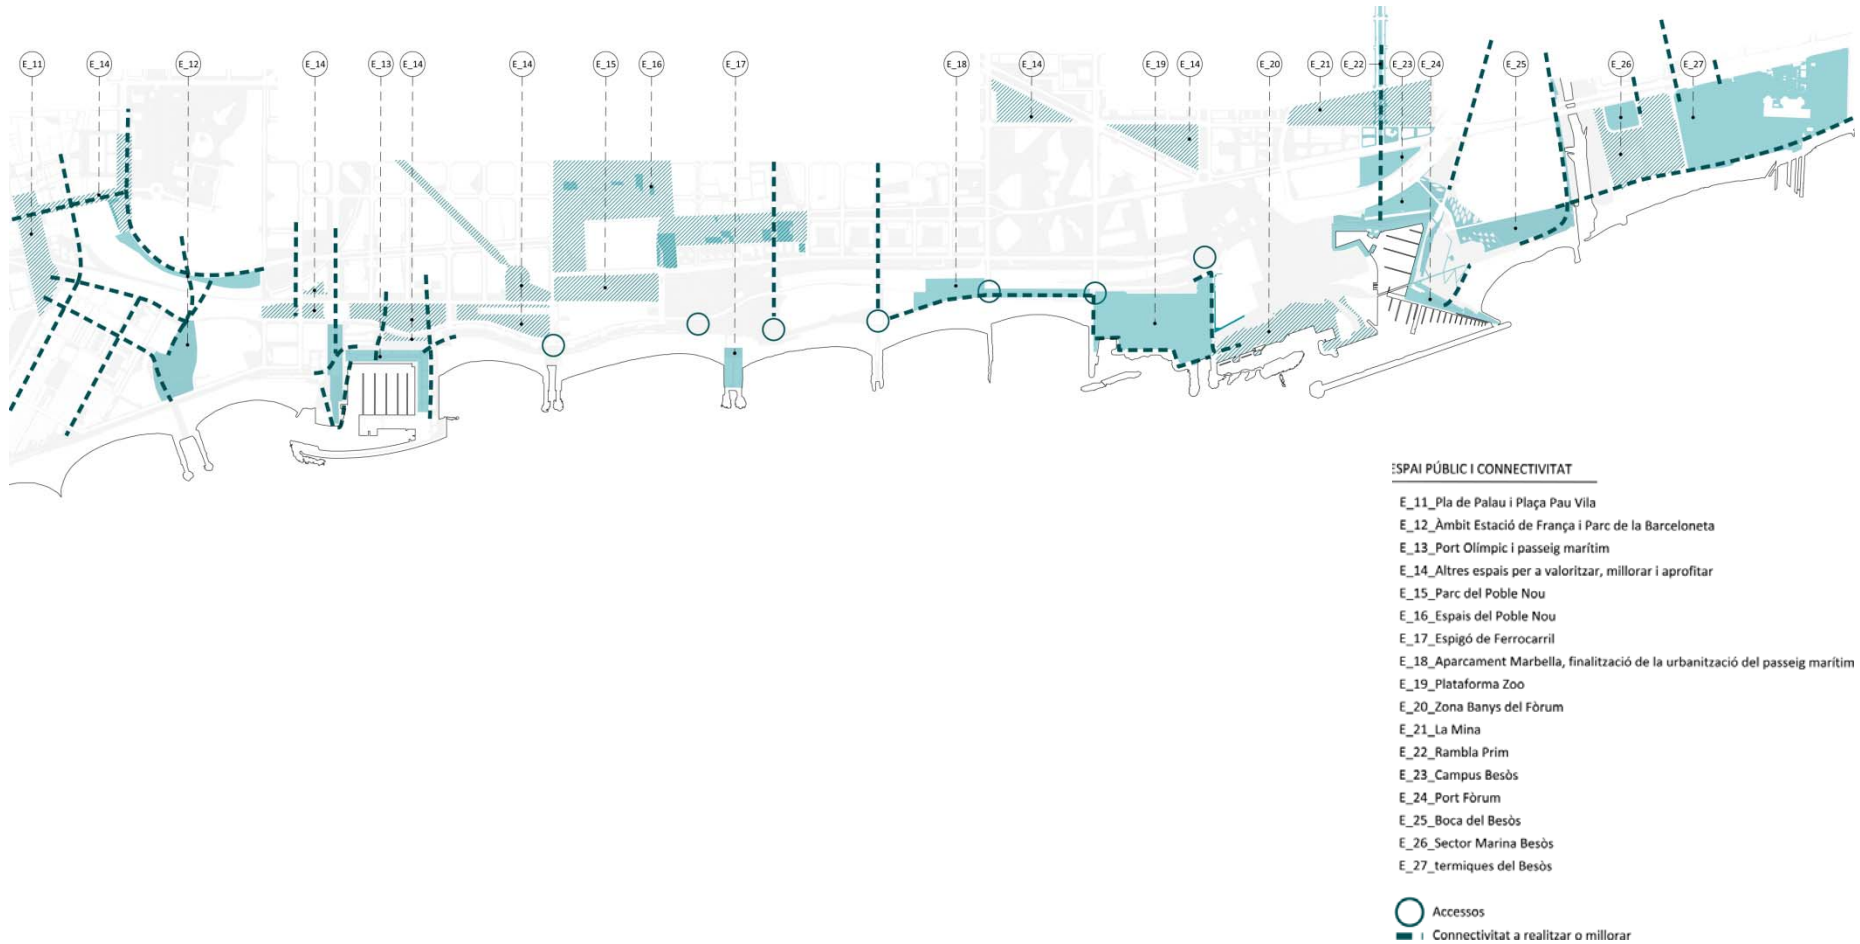 E_11 E_14 E_12 E_14 E_13 E_14 E_14 E_15 E_16 E_17 E_18 E_14 E_19 E_14 E_20 E_21 E_22 E_23 E_24 E_25 E_26 E_27
ESPAI PÚBLIC I CONNECTIVITAT
E_11_Pla de Palau i Plaça Pau Vila
E_12_Àmbit Estació de França i Parc de la Barceloneta
E_13_Port Olímpic i passeig marítim
E_14_Altres espais per a valoritzar, millorar i aprofitar
E_15_Parc del Poble Nou
E_16_Espais del Poble Nou
E_17_Espigó de Ferrocarril
E_18_Aparcament Marbella, finalització de la urbanització del passeig marítim
E_19_Plataforma Zoo
E_20_Zona Banys del Fòrum
E_21_La Mina
E_22_Rambla Prim
E_23_Campus Besòs
E_24_Port Fòrum
E_25_Boca del Besòs
E_26_Sector Marina Besòs
E_27_termiques del Besòs
Accessos
Connectivitat a realitzar o millorar